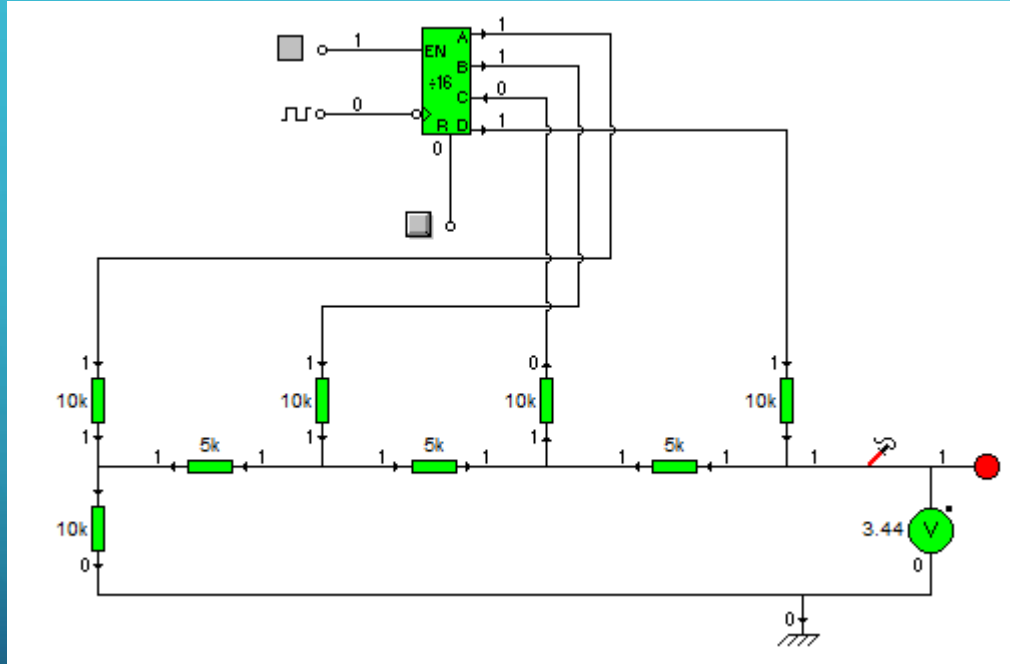 1
1 EN A
÷16 B 1
C 0
0 R D 1
0
1 1 0 1
10k 10k 10k 10k
1 1 1
5k 5k 5k
1 1 1 1 1 1 1 1
10k 3.44 V
0 0
0